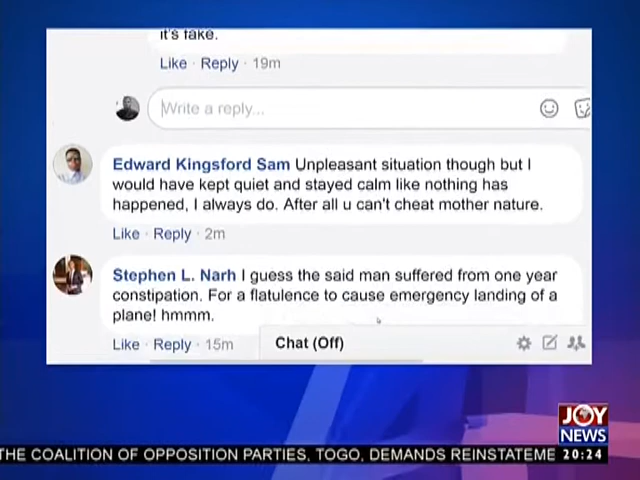 it's fake.
Like · Reply · 19m
Write a reply...
Edward Kingsford Sam Unpleasant situation though but I
would have kept quiet and stayed calm like nothing has
happened, I always do. After all u can't cheat mother nature.
Like · Reply · 2m
Stephen L. Narh I guess the said man suffered from one year
constipation. For a flatulence to cause emergency landing of a
plane! hmmm.
Like · Reply · 15m
Chat (Off)
JOY
NEWS
THE COALITION OF OPPOSITION PARTIES, TOGO, DEMANDS REINSTATEME 20:24